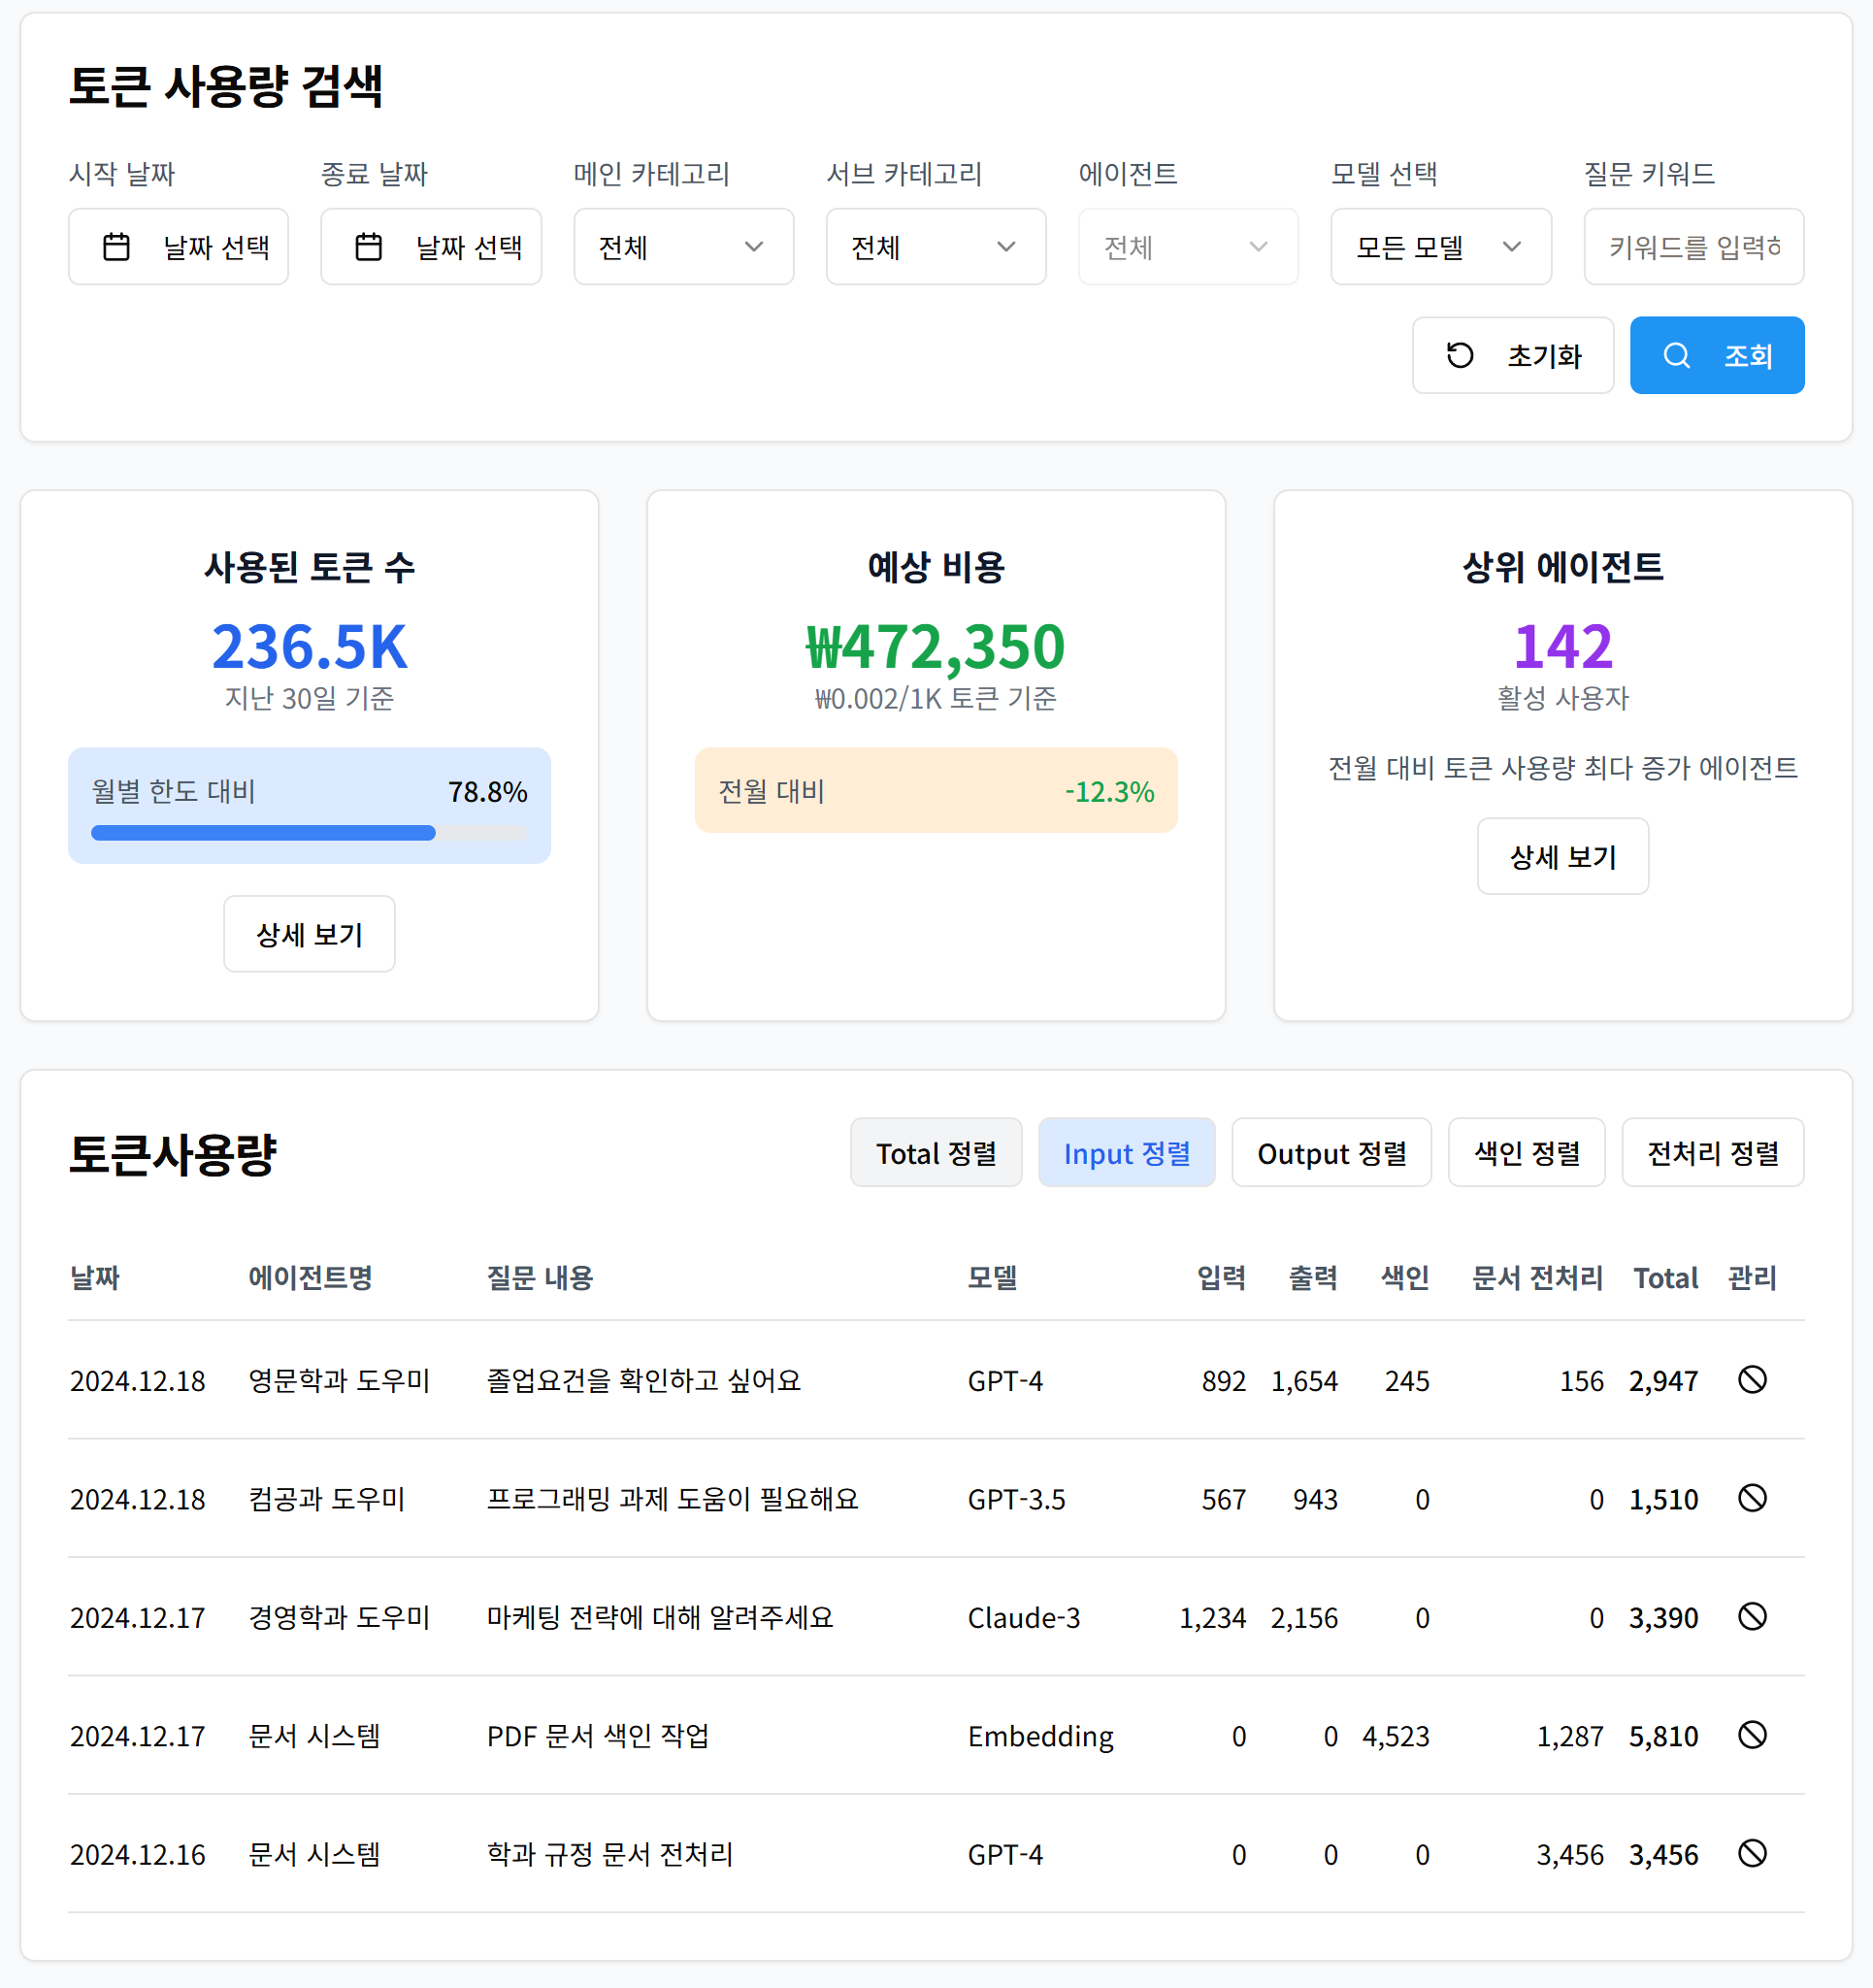 토큰 사용량 검색
시작 날짜 종료 날짜 메인 카테고리 서브 카테고리 에이전트 모델 선택 질문 키워드
날짜 선택 날짜 선택 전체 전체 전체 모든 모델 키워드를 입력
초기화 조회
사용된 토큰 수
236.5K
지난 30일 기준
월별 한도 대비 78.8%
상세 보기
예상 비용
₩472,350
₩0.002/1K 토큰 기준
전월 대비 -12.3%
상위 에이전트
142
활성 사용자
전월 대비 토큰 사용량 최다 증가 에이전트
상세 보기
토큰사용량
Total 정렬 Input 정렬 Output 정렬 색인 정렬 전처리 정렬
날짜 에이전트명 질문 내용 모델 입력 출력 색인 문서 전처리 Total 관리
2024.12.18 영문학과 도우미 졸업요건을 확인하고 싶어요 GPT-4 892 1,654 245 156 2,947
2024.12.18 컴공과 도우미 프로그래밍 과제 도움이 필요해요 GPT-3.5 567 943 0 0 1,510
2024.12.17 경영학과 도우미 마케팅 전략에 대해 알려주세요 Claude-3 1,234 2,156 0 0 3,390
2024.12.17 문서 시스템 PDF 문서 색인 작업 Embedding 0 0 4,523 1,287 5,810
2024.12.16 문서 시스템 학과 규정 문서 전처리 GPT-4 0 0 0 3,456 3,456